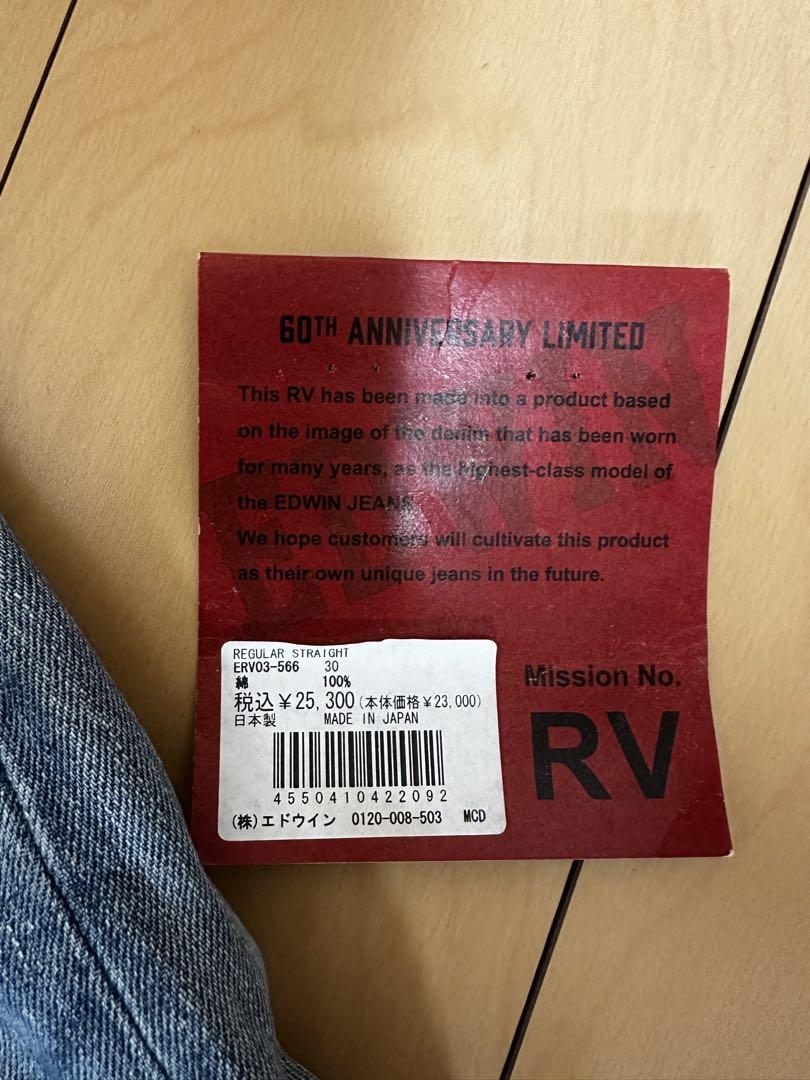 60TH ANNIVERSARY LIMITED
This RV has been made into a product based
on the image of the denim that has been worn
for many years, as the highest-class model of
the EDWIN JEANS.
We hope customers will cultivate this product
as their own unique jeans in the future.
EDWIN
REGULAR STRAIGHT
ERV03-566 30
綿 100%
税込¥25,300(本体価格¥23,000)
日本製 MADE IN JAPAN
4550410422092
(株)エドウイン 0120-008-503 MCD
Mission No.
RV